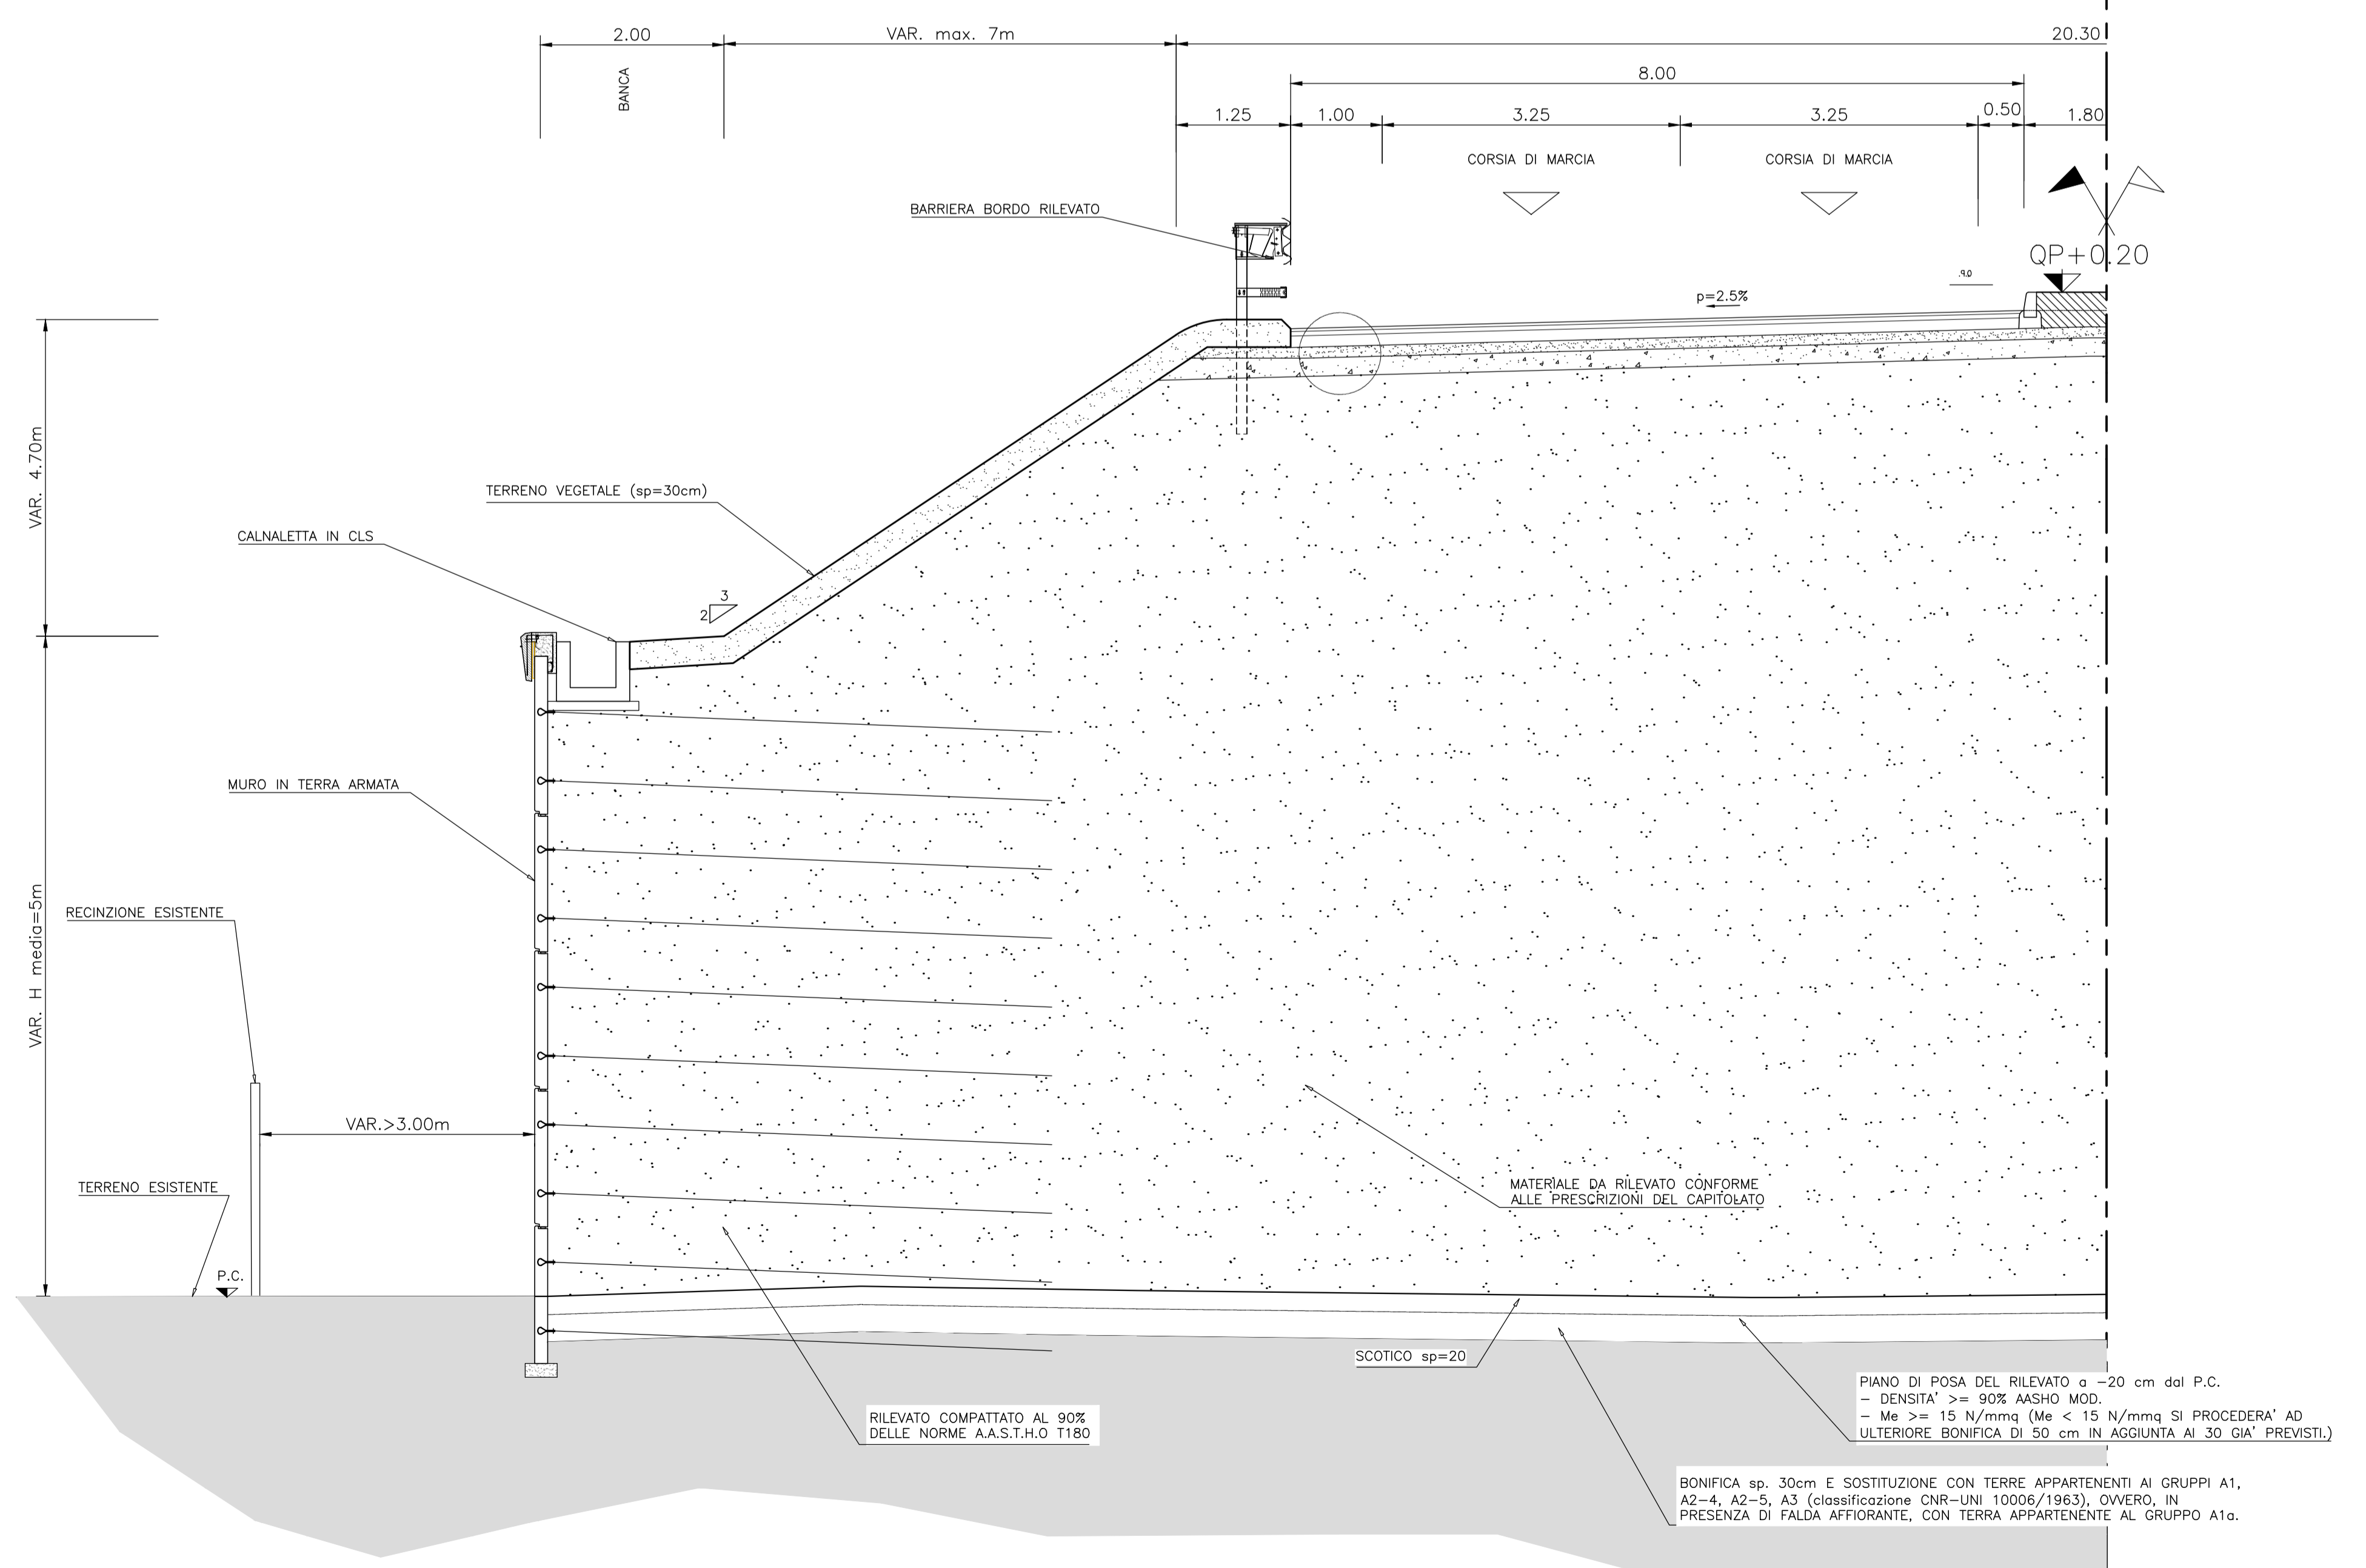 2.00
VAR. max. 7m
20.30
BANCA
8.00
1.25
1.00
3.25
3.25
0.50
1.80
CORSIA DI MARCIA
CORSIA DI MARCIA
BARRIERA BORDO RILEVATO
QP+0.20
p=2.5%
VAR. 4.70m
TERRENO VEGETALE (sp=30cm)
CALNALETTA IN CLS
3
2
MURO IN TERRA ARMATA
VAR. H media=5m
RECINZIONE ESISTENTE
VAR.>3.00m
TERRENO ESISTENTE
P.C.
MATERIALE DA RILEVATO CONFORME
ALLE PRESCRIZIONI DEL CAPITOLATO
SCOTICO sp=20
RILEVATO COMPATTATO AL 90%
DELLE NORME A.A.S.T.H.O T180
PIANO DI POSA DEL RILEVATO a -20 cm dal P.C.
- DENSITA' >= 90% AASHO MOD.
- Me >= 15 N/mmq (Me < 15 N/mmq SI PROCEDERA' AD
ULTERIORE BONIFICA DI 50 cm IN AGGIUNTA AI 30 GIA' PREVISTI.)
BONIFICA sp. 30cm E SOSTITUZIONE CON TERRE APPARTENENTI AI GRUPPI A1,
A2-4, A2-5, A3 (classificazione CNR-UNI 10006/1963), OVVERO, IN
PRESENZA DI FALDA AFFIORANTE, CON TERRA APPARTENENTE AL GRUPPO A1a.